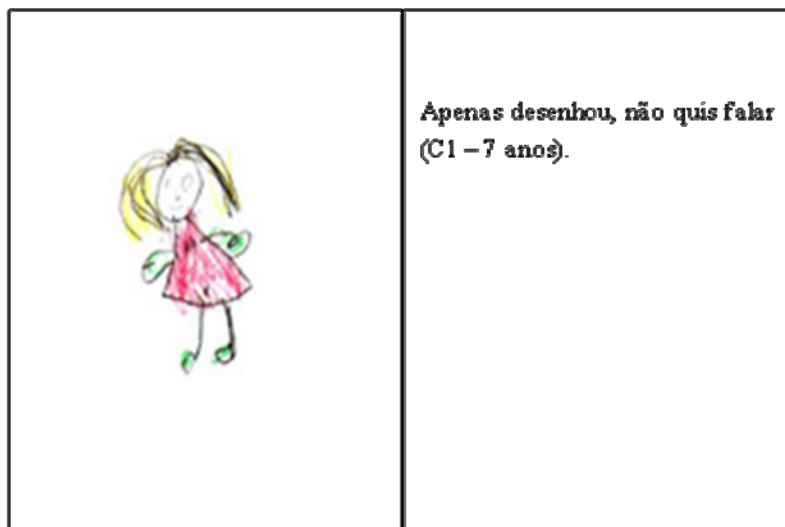 Apenas desenhou, não quis falar
(C1 – 7 anos).